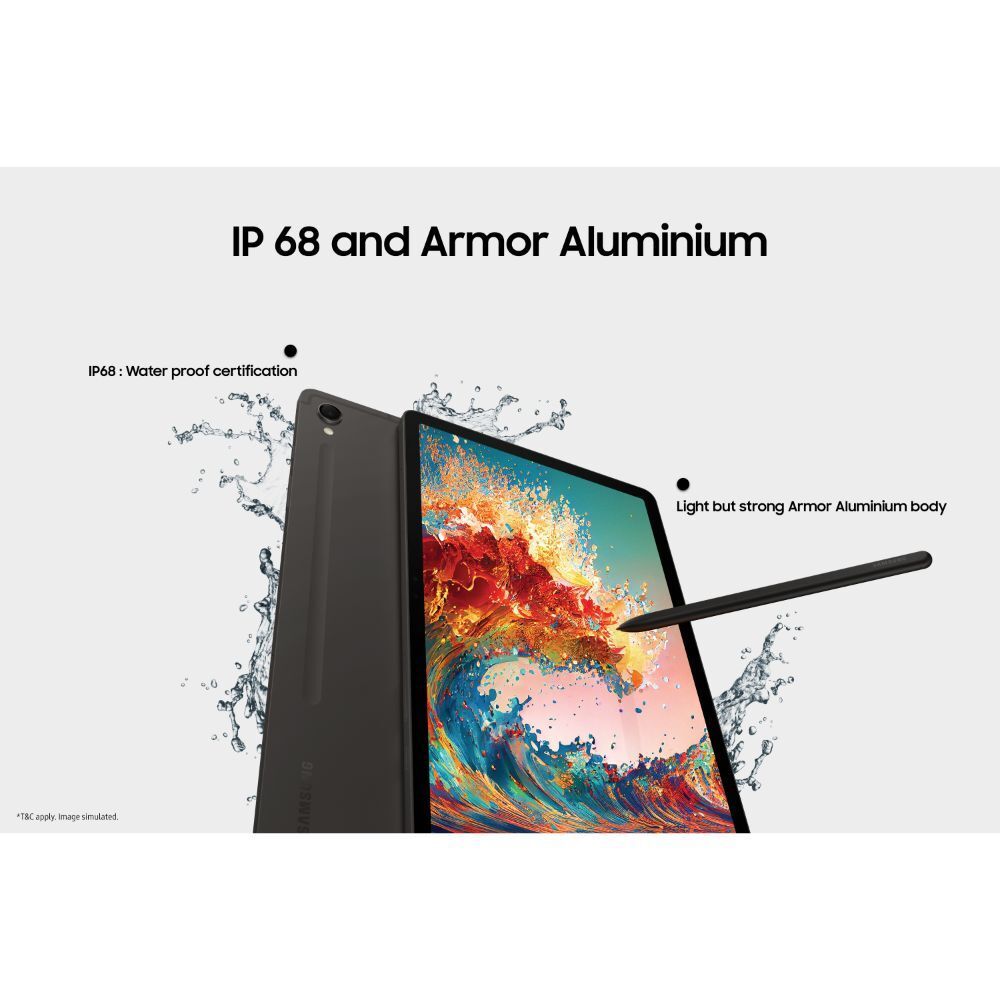 IP 68 and Armor Aluminium
IP68 : Water proof certification
Light but strong Armor Aluminium body
SAMSUNG
SAMSUNG
*T&C apply. Image simulated.